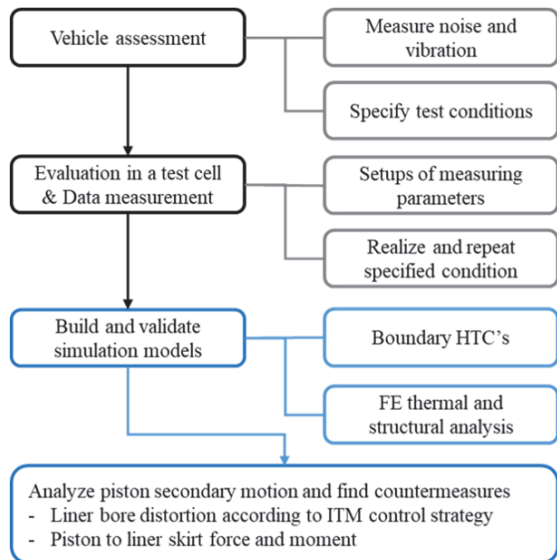 Vehicle assessment
Measure noise and
vibration
Specify test conditions
Evaluation in a test cell
& Data measurement
Setups of measuring
parameters
Realize and repeat
specified condition
Build and validate
simulation models
Boundary HTC's
FE thermal and
structural analysis
Analyze piston secondary motion and find countermeasures
- Liner bore distortion according to ITM control strategy
- Piston to liner skirt force and moment